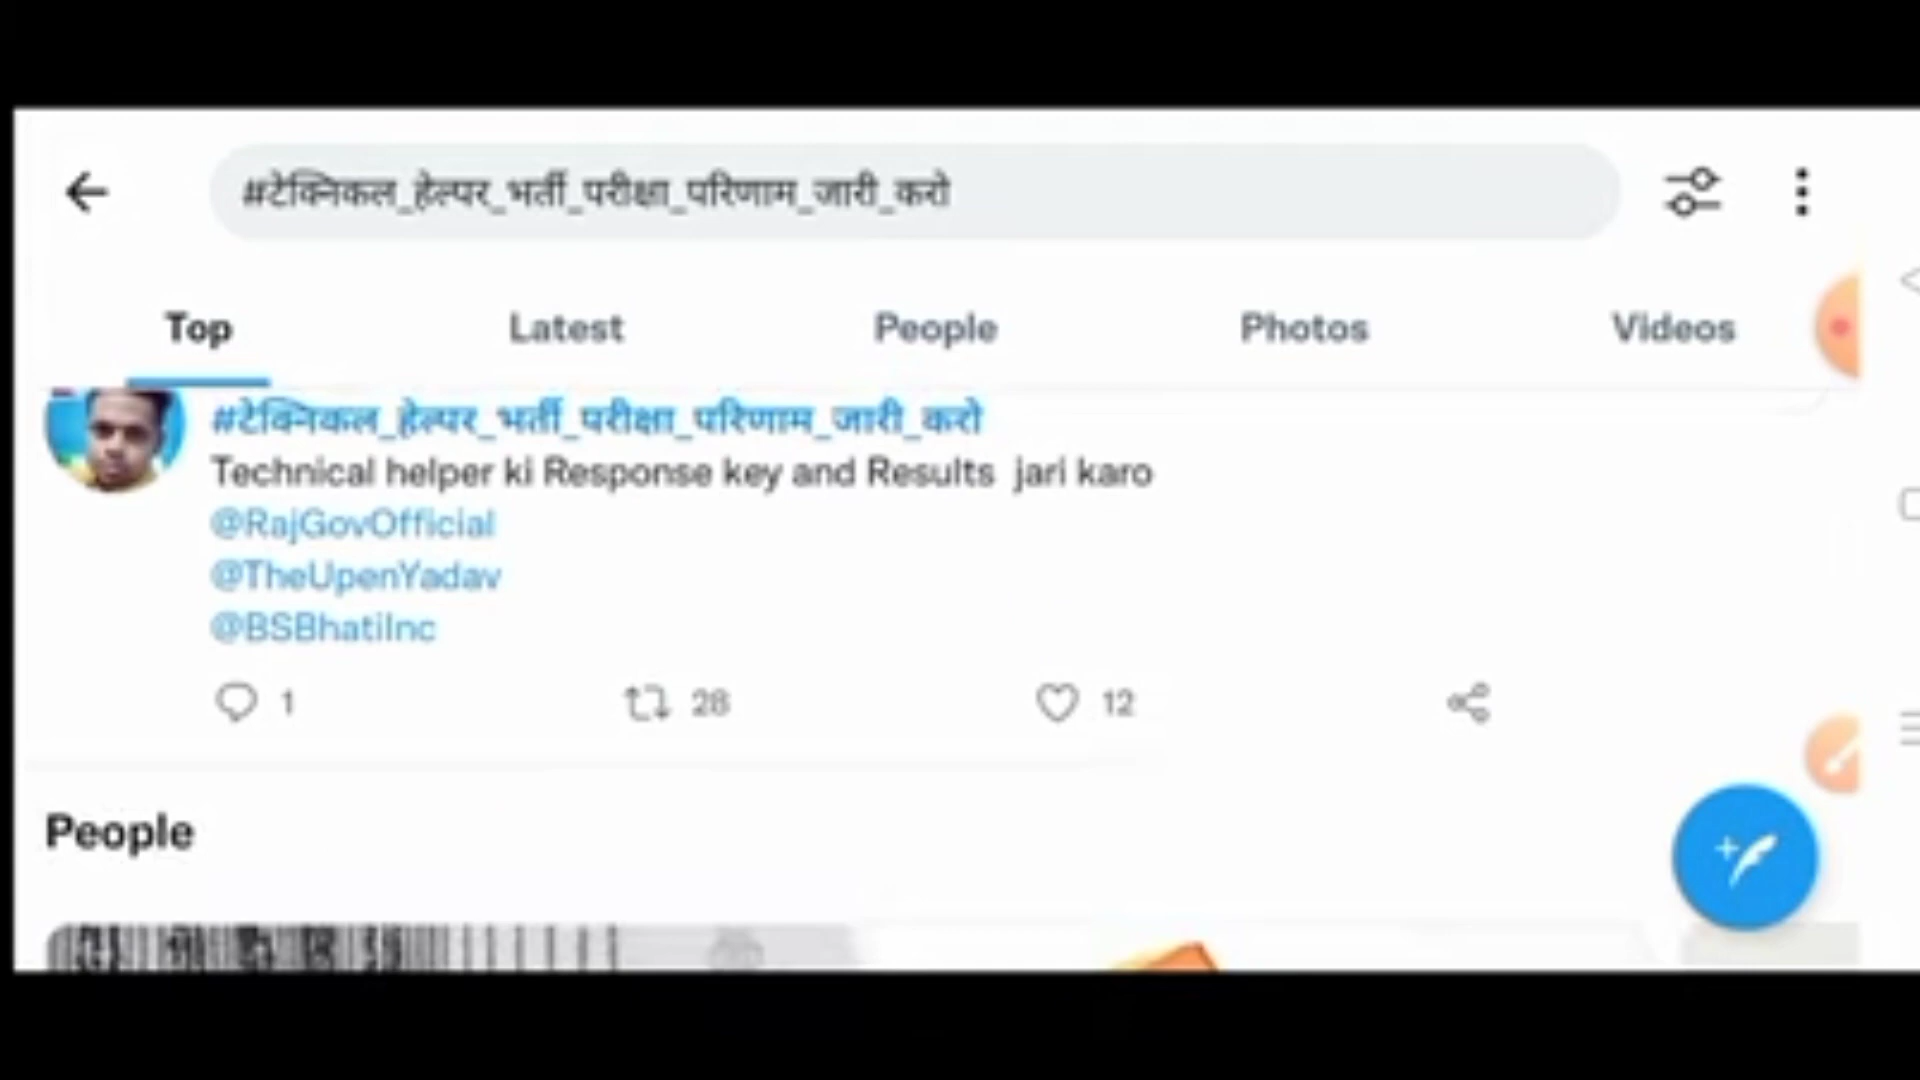 #टेक्निकल_हेल्पर_भर्ती_परीक्षा_परिणाम_जारी_करो
Top Latest People Photos Videos
#टेक्निकल_हेल्पर_भर्ती_परीक्षा_परिणाम_जारी_करो
Technical helper ki Response key and Results jari karo
@RajGovOfficial
@TheUpenYadav
@BSBhatiInc
1 28 12
People